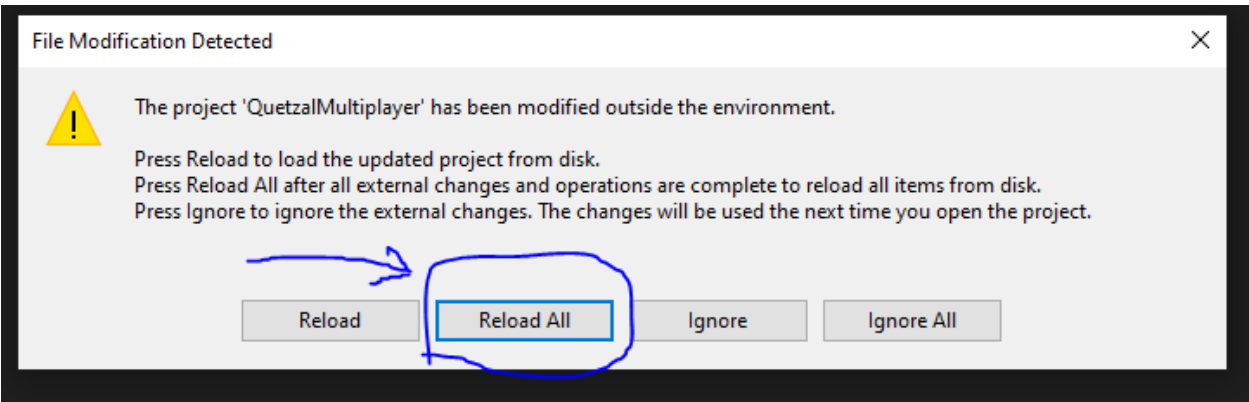 File Modification Detected
The project 'QuetzalMultiplayer' has been modified outside the environment.
Press Reload to load the updated project from disk.
Press Reload All after all external changes and operations are complete to reload all items from disk.
Press Ignore to ignore the external changes. The changes will be used the next time you open the project.
Reload Reload All Ignore Ignore All